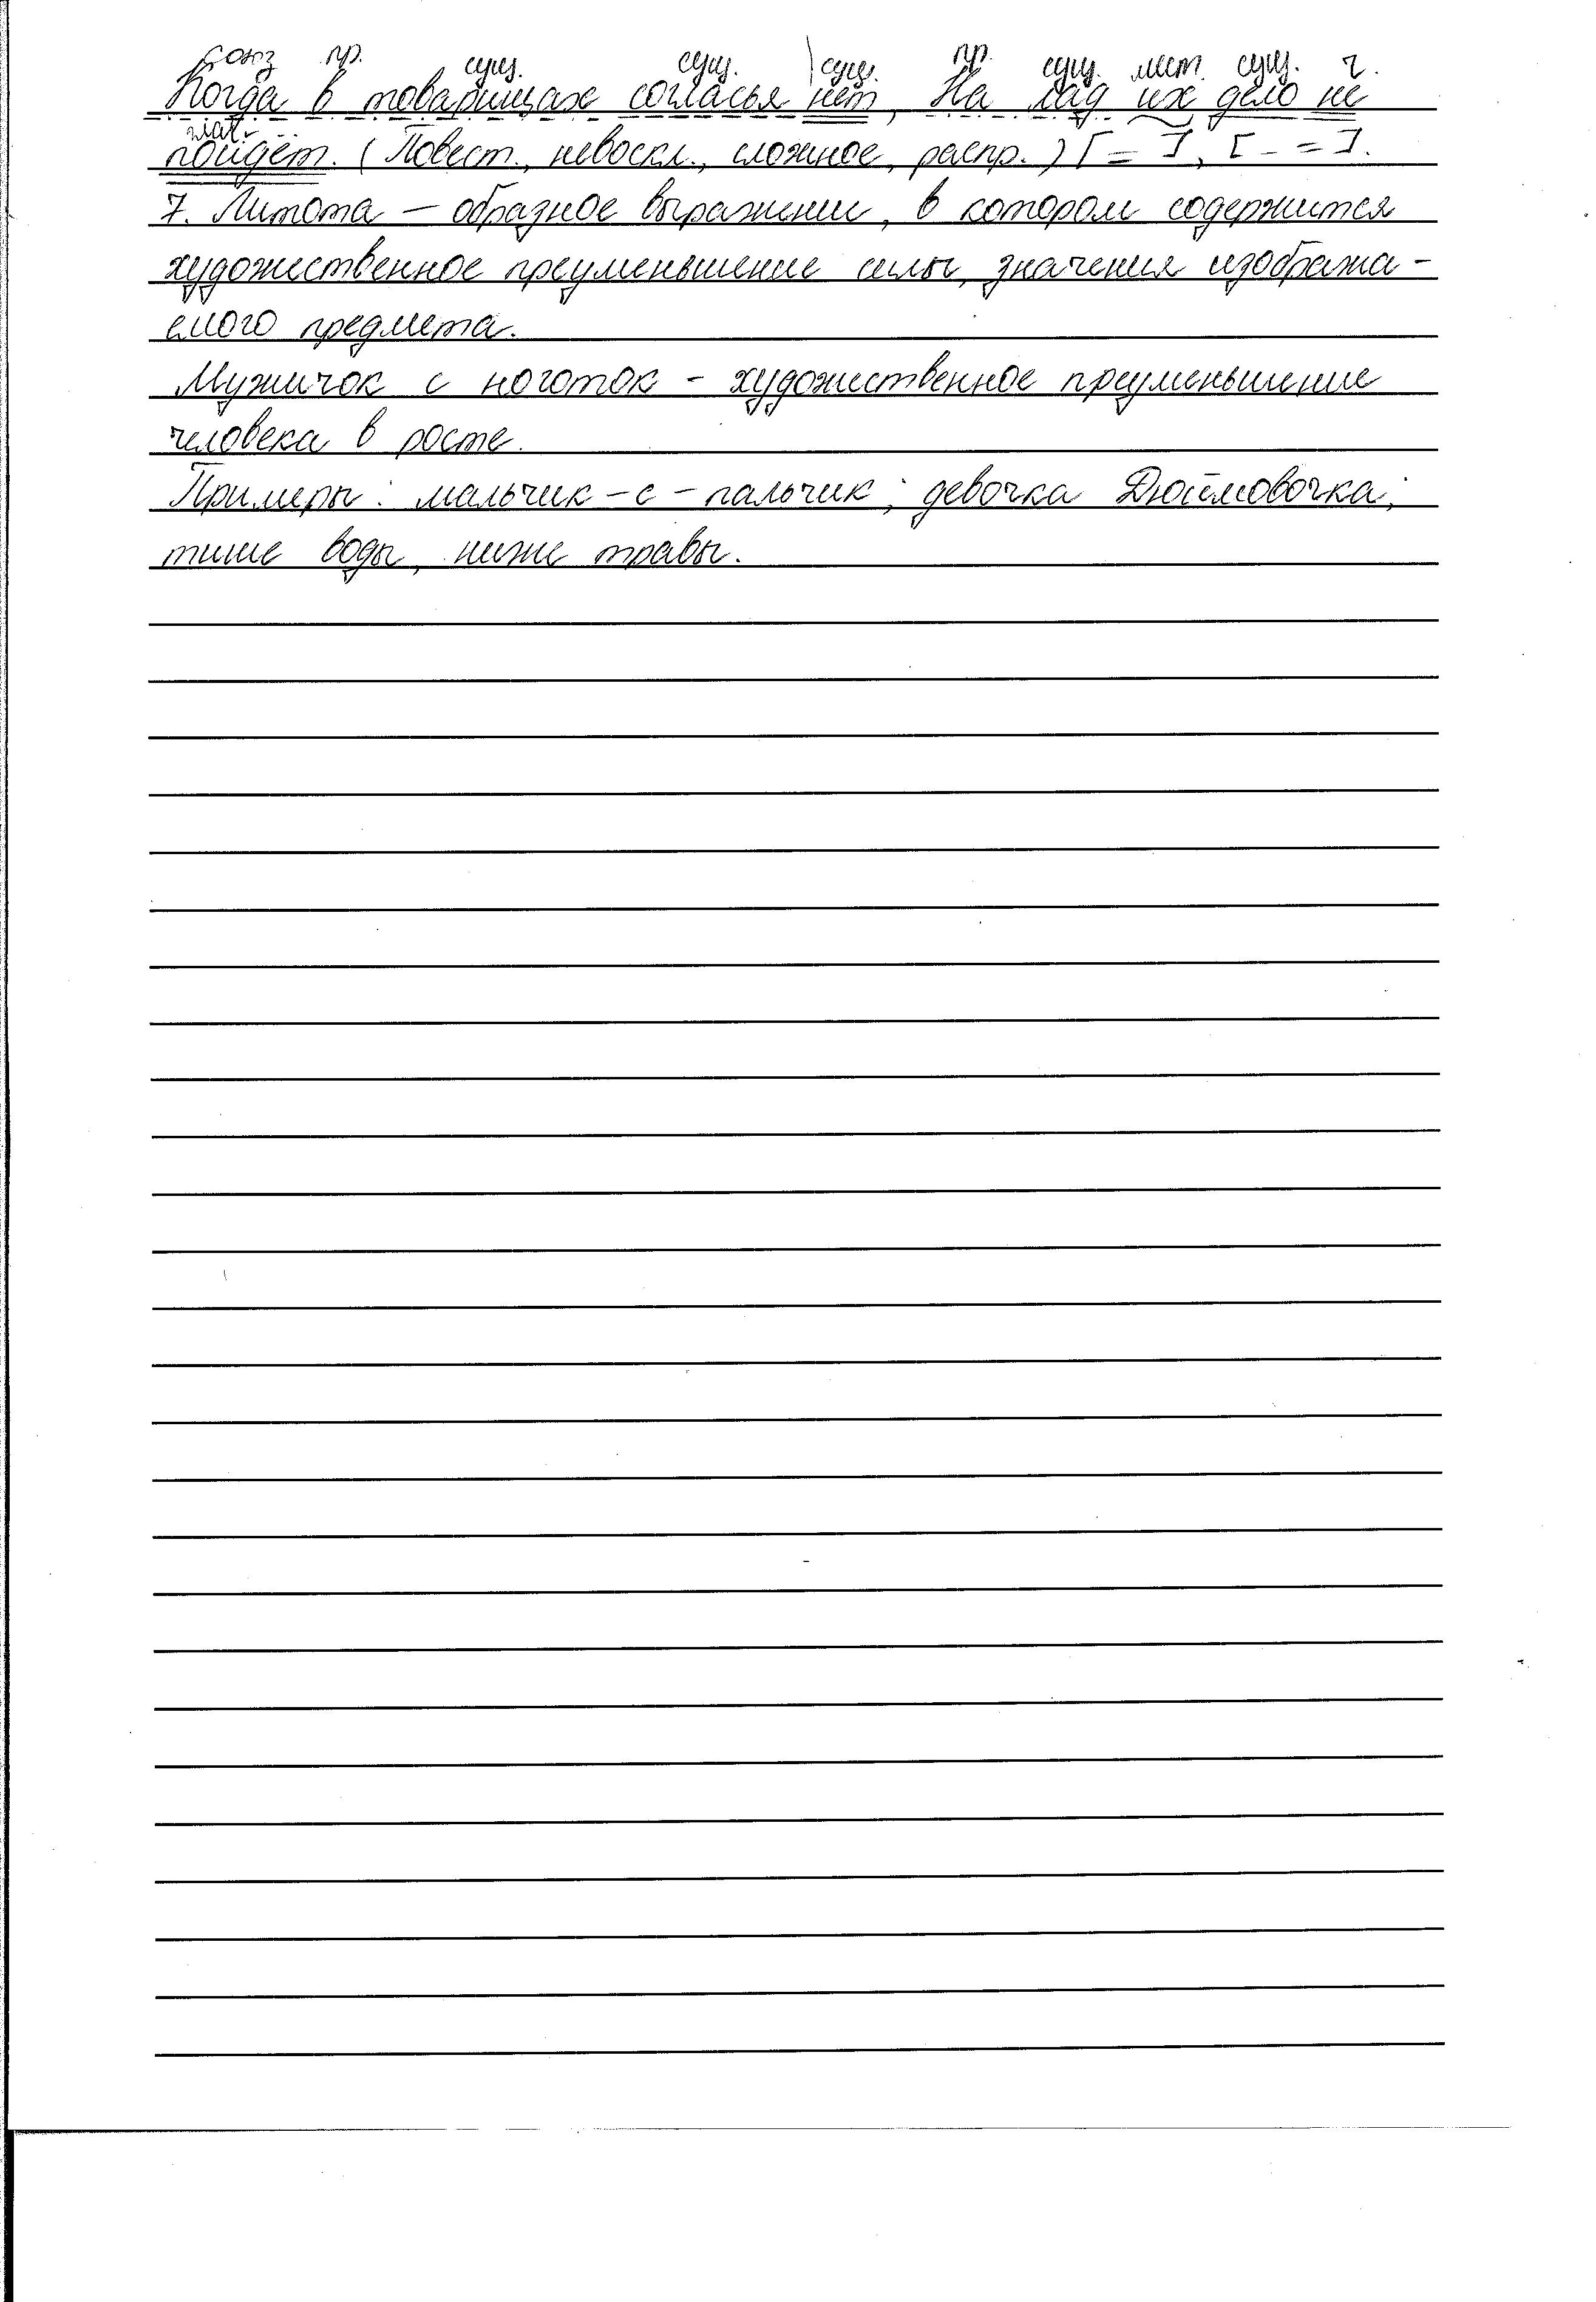 союз пр. сущ. сущ. сущ. пр. сущ. мест. сущ. ч.
Когда в товарищах согласья нет, На лад их дело не
глаг.
пойдёт. (Повест., невоскл., сложное, распр.) [ = ], [ - = ].
7. Литота – образное выражение, в котором содержится
художественное преуменьшение силы, значения изобража-
емого предмета.
Мужичок с ноготок - художественное преуменьшение
человека в росте.
Примеры: мальчик-с-пальчик; девочка Дюймовочка;
тише воды, ниже травы.